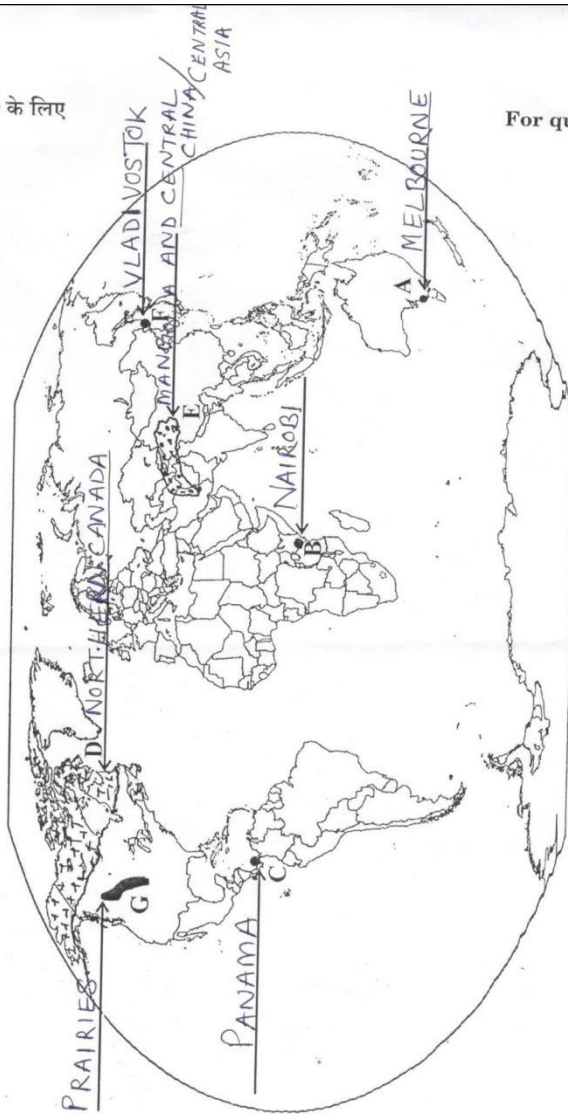 के लिए
For qu
VLADIVOSTOK
CHINA/CENTRAL
ASIA
AND CENTRAL
MELBOURNE
NORTHERN CANADA
NAIROBI
PRAIRIES
PANAMA
A
B
C
D
E
F
G